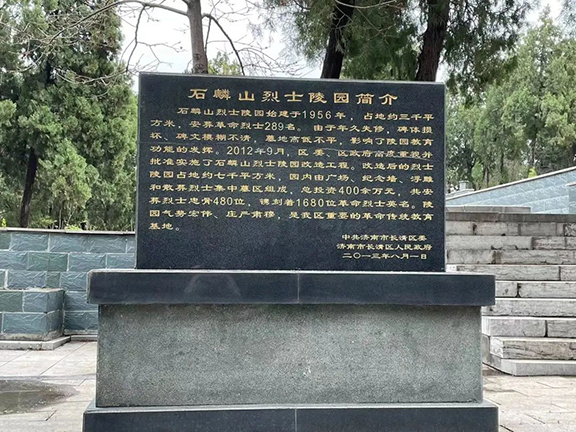 石麟山烈士陵园简介
石麟山烈士陵园始建于1956年，占地约三千平
方米，安葬革命烈士289名。由于年久失修，碑体损
坏、碑文模糊不清，墓地高低不平，影响了陵园教育
功能的发挥。2012年9月，区委、区政府高度重视并
批准实施了石麟山烈士陵园改造工程。改造后的烈士
陵园占地约七千平方米，园内由广场、纪念墙、浮雕
和散葬烈士集中墓区组成，总投资400余万元，共安
葬烈士忠骨480位，镌刻着1680位革命烈士英名。陵
园气势宏伟、庄严肃穆，是我区重要的革命传统教育
基地。
中共济南市长清区委
济南市长清区人民政府
二〇一三年八月一日